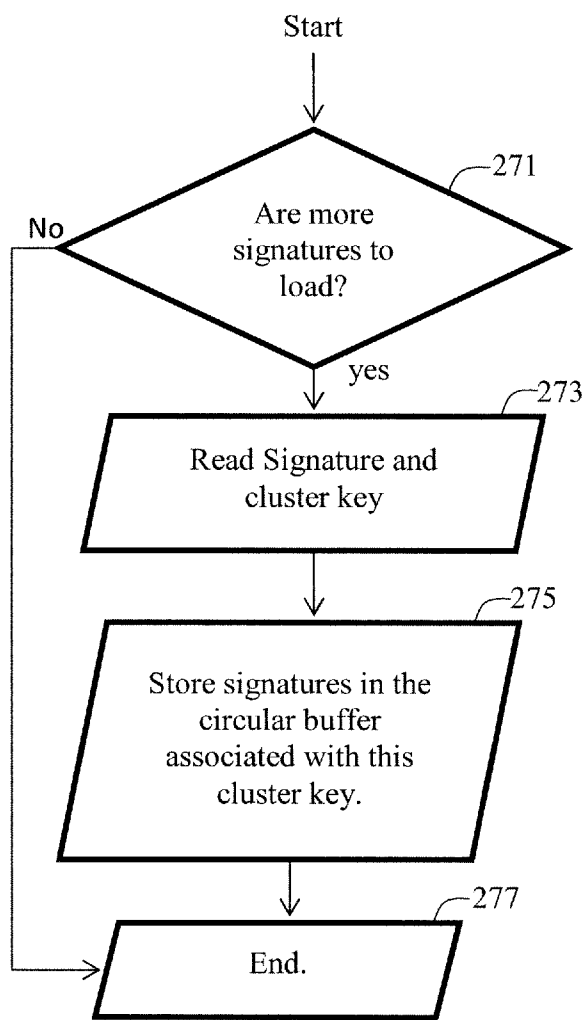 Start
271
Are more
signatures to
load?
No
yes
273
Read Signature and
cluster key
275
Store signatures in the
circular buffer
associated with this
cluster key.
277
End.